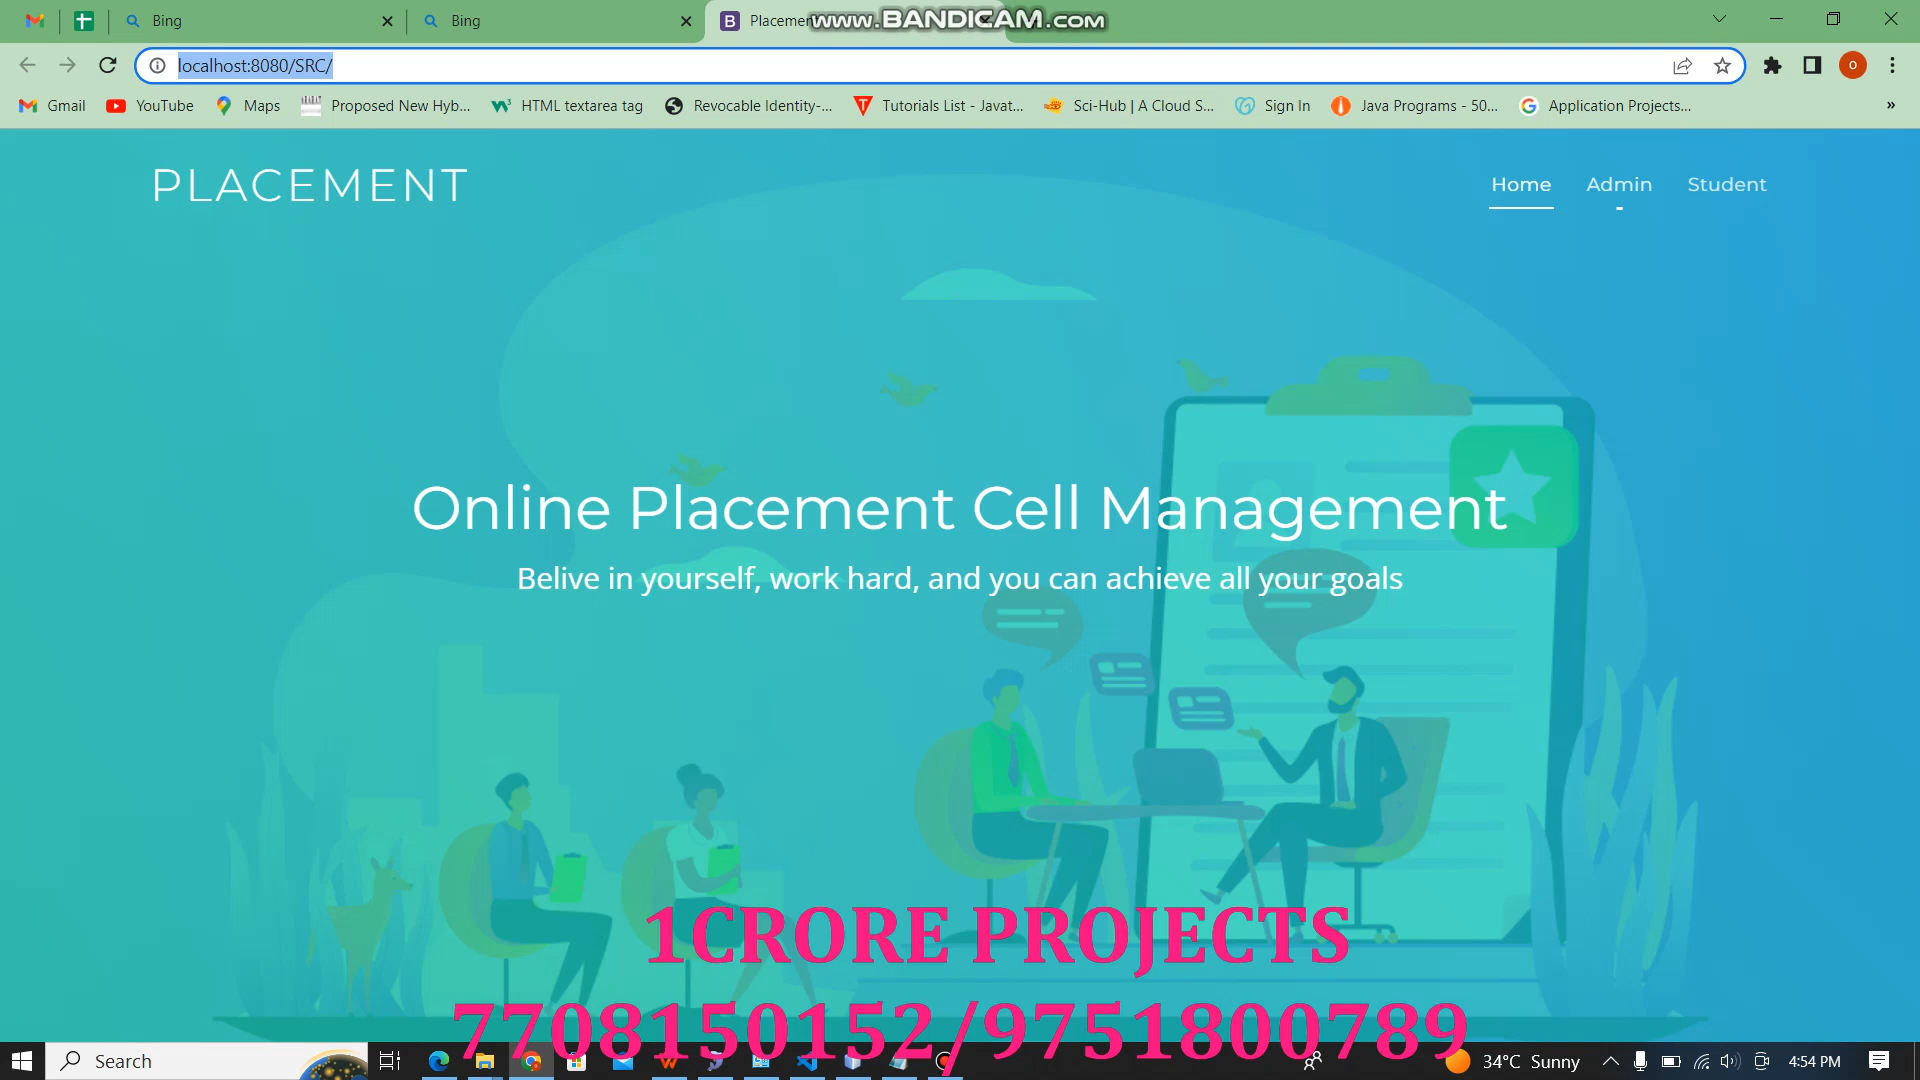 Bing
Bing
Placemen
www.BANDICAM.com
localhost:8080/SRC/
Gmail
YouTube
Maps
Proposed New Hyb...
HTML textarea tag
Revocable Identity-...
Tutorials List - Javat...
Sci-Hub | A Cloud S...
Sign In
Java Programs - 50...
Application Projects...
»
PLACEMENT
Home
Admin
Student
Online Placement Cell Management
Belive in yourself, work hard, and you can achieve all your goals
1CRORE PROJECTS
7708150152/9751800789
Search
34°C Sunny
4:54 PM